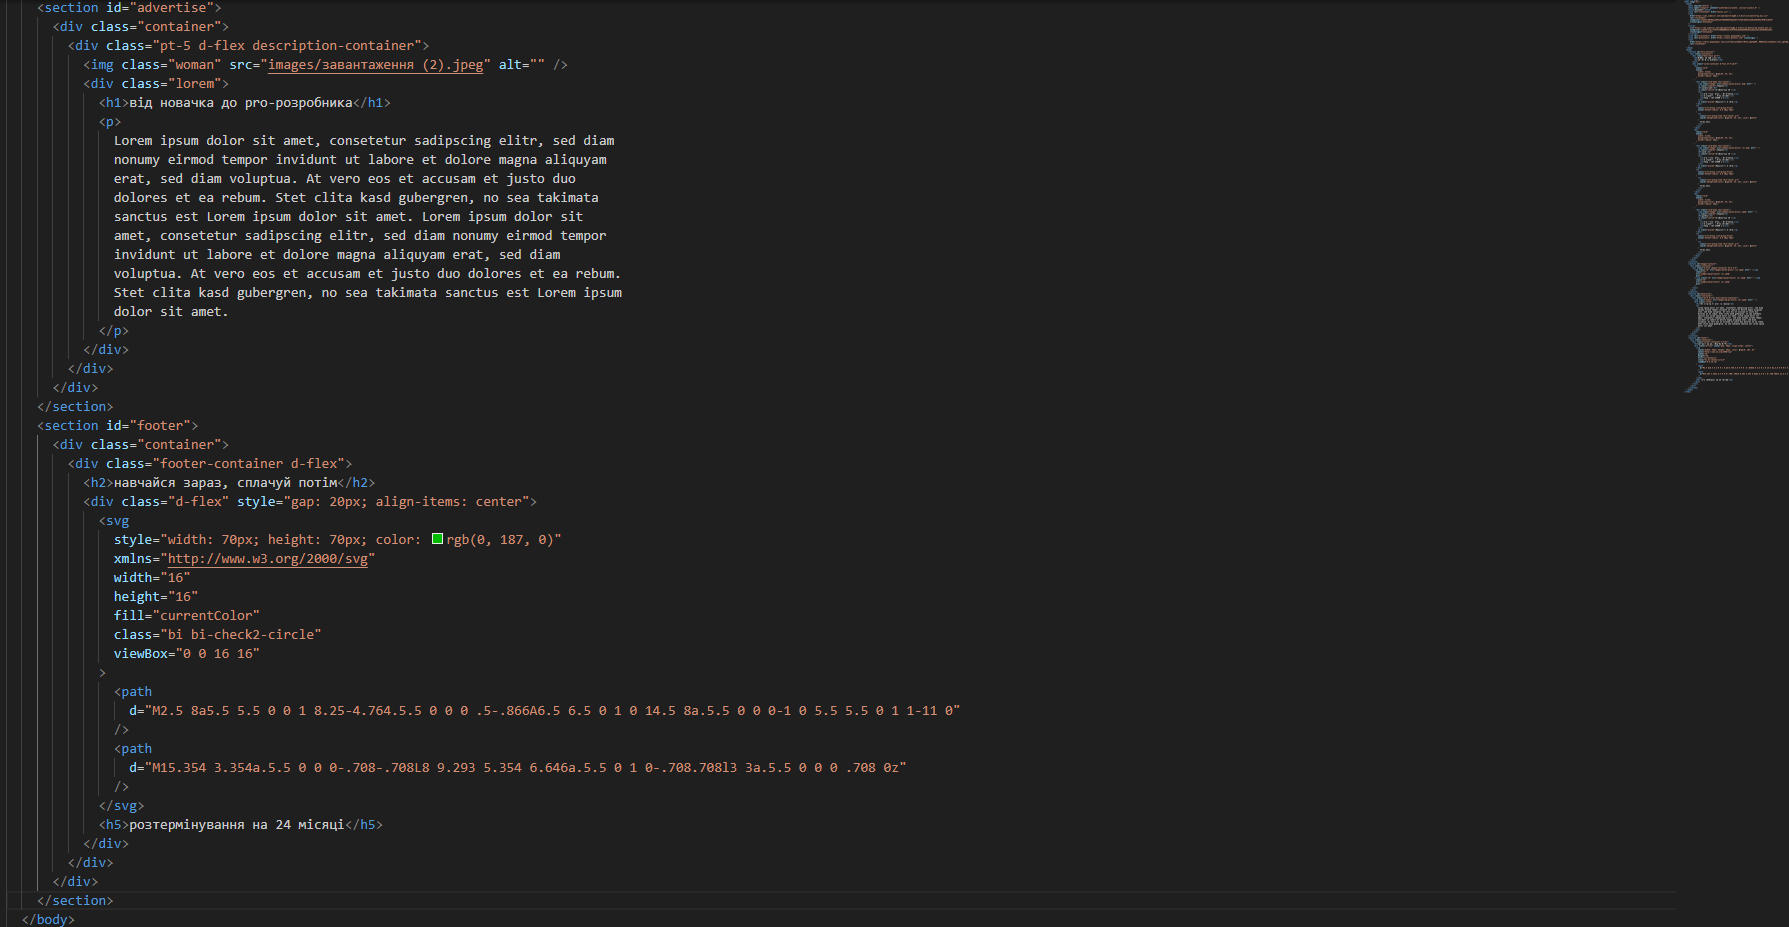 <section id="advertise">
<div class="container">
<div class="pt-5 d-flex description-container">
<img class="woman" src="images/завантаження (2).jpeg" alt="" />
<div class="lorem">
<h1>від новачка до pro-розробника</h1>
<p>
Lorem ipsum dolor sit amet, consetetur sadipscing elitr, sed diam
nonumy eirmod tempor invidunt ut labore et dolore magna aliquyam
erat, sed diam voluptua. At vero eos et accusam et justo duo
dolores et ea rebum. Stet clita kasd gubergren, no sea takimata
sanctus est Lorem ipsum dolor sit amet. Lorem ipsum dolor sit
amet, consetetur sadipscing elitr, sed diam nonumy eirmod tempor
invidunt ut labore et dolore magna aliquyam erat, sed diam
voluptua. At vero eos et accusam et justo duo dolores et ea rebum.
Stet clita kasd gubergren, no sea takimata sanctus est Lorem ipsum
dolor sit amet.
</p>
</div>
</div>
</div>
</section>
<section id="footer">
<div class="container">
<div class="footer-container d-flex">
<h2>навчайся зараз, сплачуй потім</h2>
<div class="d-flex" style="gap: 20px; align-items: center">
<svg
style="width: 70px; height: 70px; color: rgb(0, 187, 0)"
xmlns="http://www.w3.org/2000/svg"
width="16"
height="16"
fill="currentColor"
class="bi bi-check2-circle"
viewBox="0 0 16 16"
>
<path
d="M2.5 8a5.5 5.5 0 0 1 8.25-4.764.5.5 0 0 0 .5-.866A6.5 6.5 0 1 0 14.5 8a.5.5 0 0 0-1 0 5.5 5.5 0 1 1-11 0"
/>
<path
d="M15.354 3.354a.5.5 0 0 0-.708-.708L8 9.293 5.354 6.646a.5.5 0 1 0-.708.708l3 3a.5.5 0 0 0 .708 0z"
/>
</svg>
<h5>розтермінування на 24 місяці</h5>
</div>
</div>
</div>
</section>
</body>